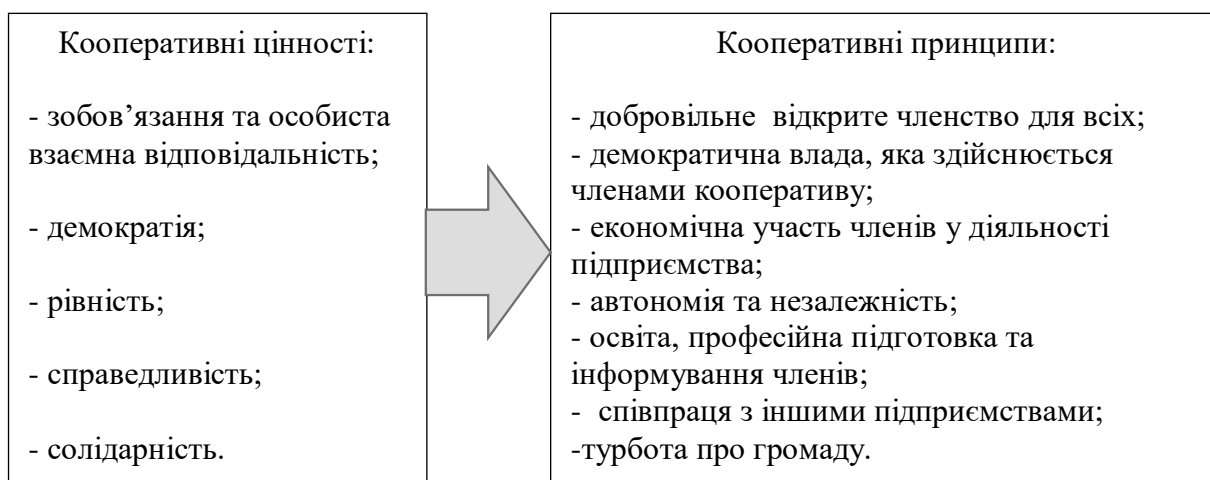 Кооперативні цінності:
- зобов’язання та особиста
взаємна відповідальність;
- демократія;
- рівність;
- справедливість;
- солідарність.
Кооперативні принципи:
- добровільне  відкрите членство для всіх;
- демократична влада, яка здійснюється
членами кооперативу;
- економічна участь членів у діяльності
підприємства;
- автономія та незалежність;
- освіта, професійна підготовка та
інформування членів;
-  співпраця з іншими підприємствами;
-турбота про громаду.